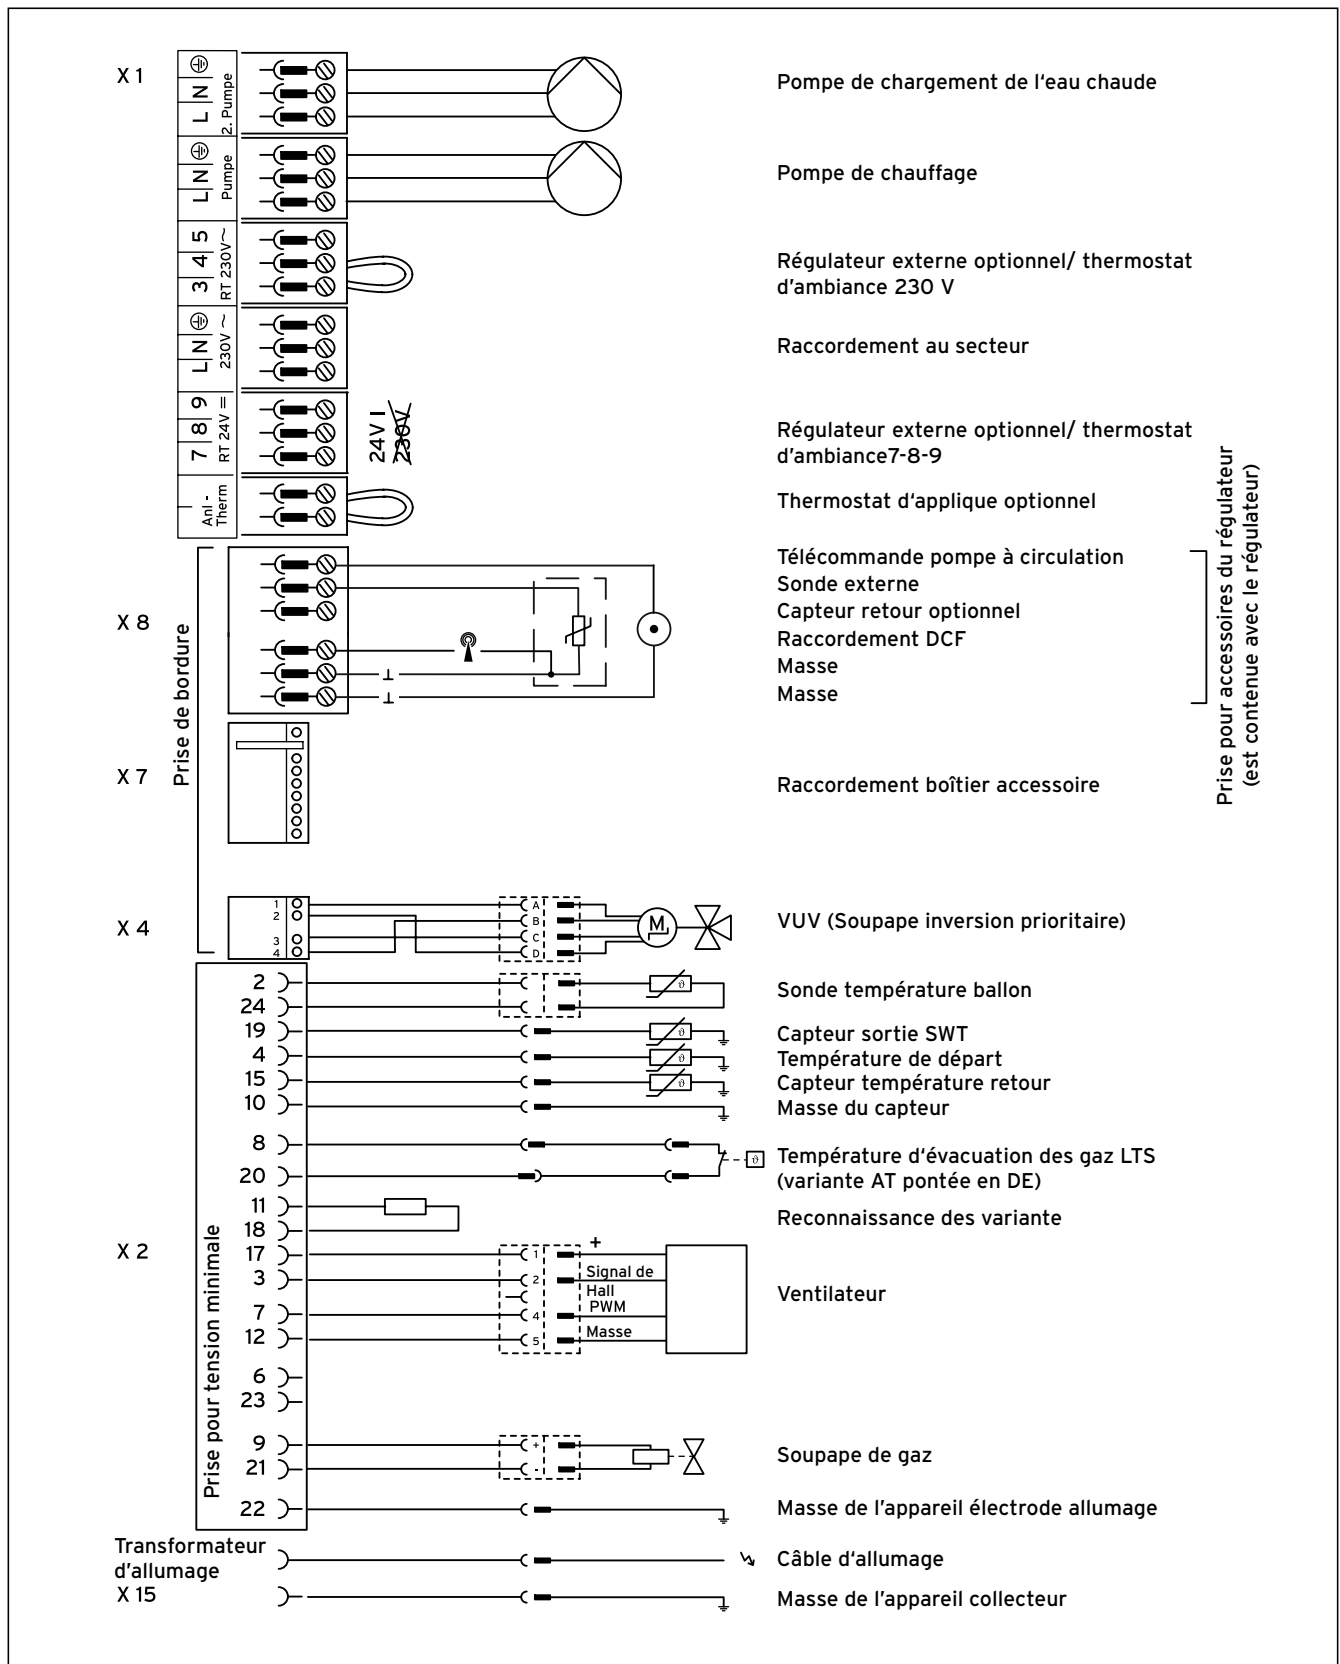 X 1
L N
2. Pumpe
Pompe de chargement de l'eau chaude
L N
Pumpe
Pompe de chauffage
3 4 5
RT 230V~
Régulateur externe optionnel/ thermostat
d'ambiance 230 V
L N
230V ~
Raccordement au secteur
7 8 9
RT 24V =
24V
230V
Régulateur externe optionnel/ thermostat
d'ambiance7-8-9
Anl -
Therm
Thermostat d'applique optionnel
Prise pour accessoires du régulateur
(est contenue avec le régulateur)
Prise de bordure
X 8
Télécommande pompe à circulation
Sonde externe
Capteur retour optionnel
Raccordement DCF
Masse
Masse
X 7
Raccordement boîtier accessoire
X 4
1
2
3
4
A
B
C
D
M
VUV (Soupape inversion prioritaire)
X 2
Prise pour tension minimale
2
24
ϑ
Sonde température ballon
19
ϑ
Capteur sortie SWT
4
ϑ
Température de départ
15
ϑ
Capteur température retour
10
Masse du capteur
8
20
ϑ
Température d'évacuation des gaz LTS
(variante AT pontée en DE)
11
18
Reconnaissance des variante
17
3
7
12
1
2
4
5
+
Signal de
Hall
PWM
Masse
Ventilateur
6
23
9
21
+
-
Soupape de gaz
22
Masse de l'appareil électrode allumage
Transformateur
d'allumage
Câble d'allumage
X 15
Masse de l'appareil collecteur